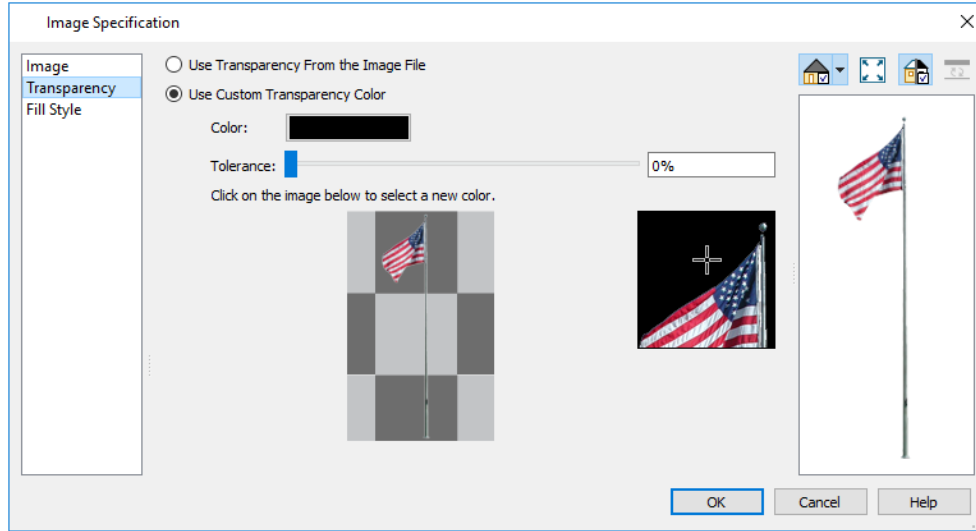 Image Specification
Image
Transparency
Fill Style
Use Transparency From the Image File
Use Custom Transparency Color
Color:
Tolerance:
0%
Click on the image below to select a new color.
OK
Cancel
Help